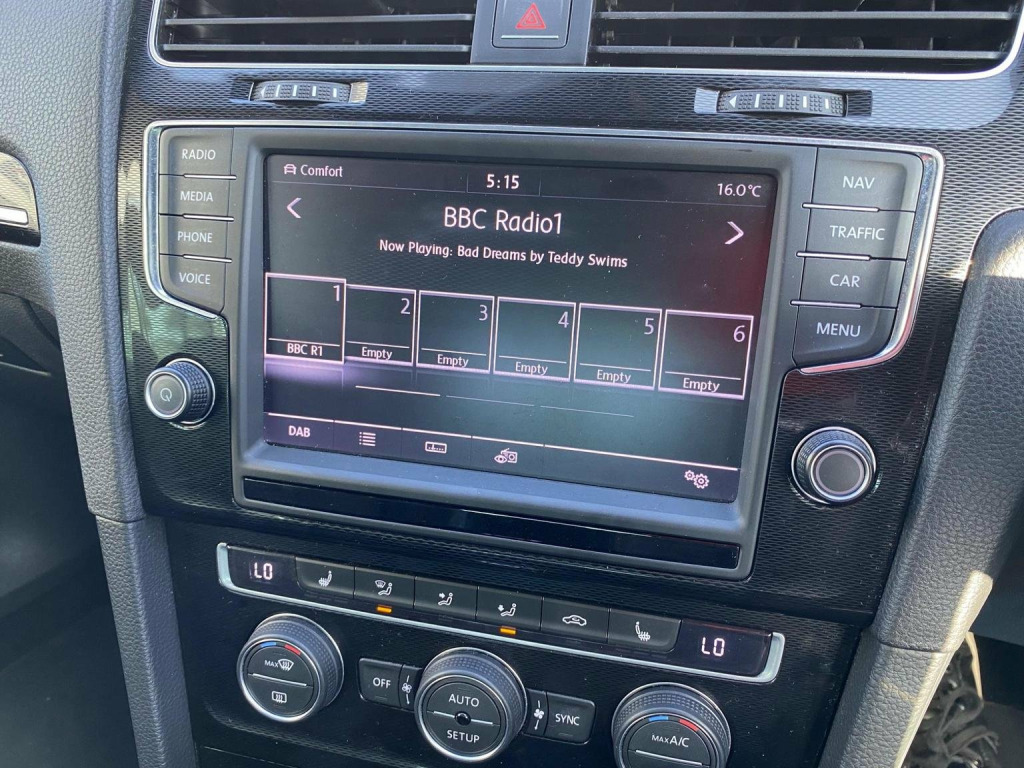 RADIO
MEDIA
PHONE
VOICE
Comfort
5:15
16.0°C
BBC Radio1
Now Playing: Bad Dreams by Teddy Swims
1
2
3
4
5
6
BBC R1
Empty
Empty
Empty
Empty
Empty
DAB
NAV
TRAFFIC
CAR
MENU
LO
LO
MAX
OFF
AUTO
SETUP
SYNC
MAX A/C